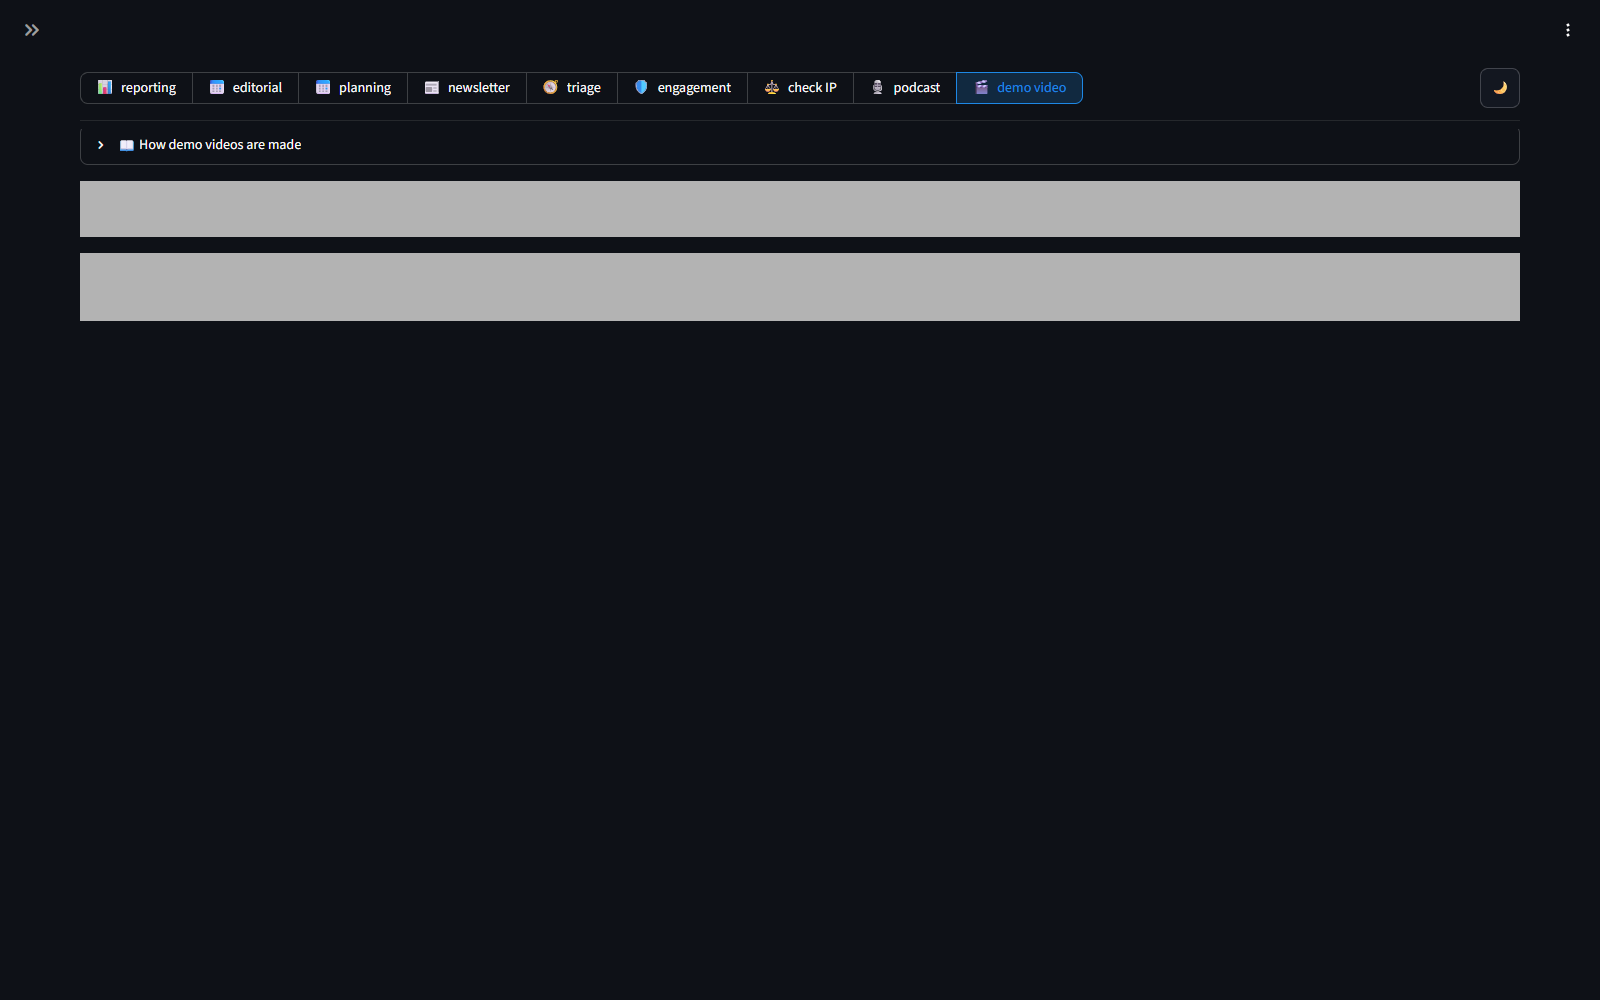 reporting
editorial
planning
newsletter
triage
engagement
check IP
podcast
demo video
How demo videos are made